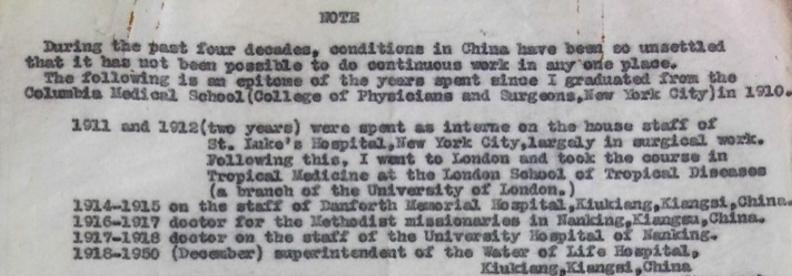 NOTE
During the past four decades, conditions in China have been so unsettled
that it has not been possible to do continuous work in any one place.
The following is an epitome of the years spent since I graduated from the
Columbia Medical School(College of Physicians and Surgeons,New York City)in 1910.
1911 and 1912(two years) were spent as interne on the house staff of
St. Luke's Hospital,New York City,largely in surgical work.
Following this, I went to London and took the course in
Tropical Medicine at the London School of Tropical Diseases
(a branch of the University of London.)
1914-1915 on the staff of Danforth Memorial Hospital,Kiukiang,Kiangsi,China.
1916-1917 doctor for the Methodist missionaries in Nanking,Kiangsu,China.
1917-1918 doctor on the staff of the University Hospital of Nanking.
1918-1950 (December) superintendent of the Water of Life Hospital,
Kiukiang,Kiangsi,China